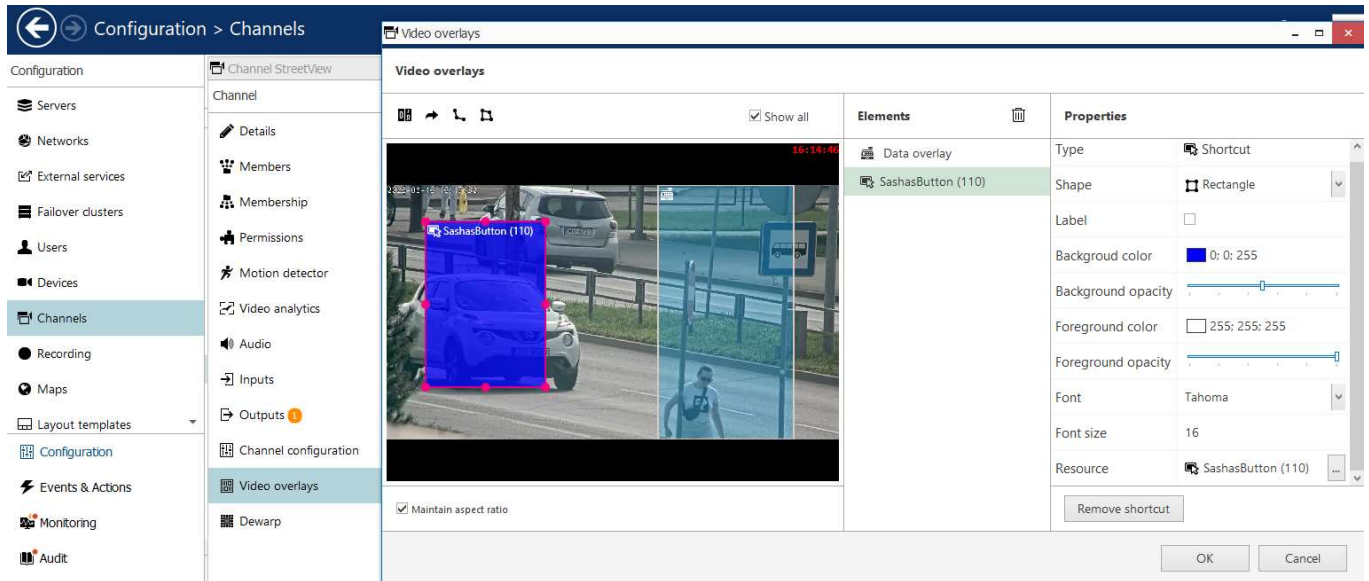 Configuration > Channels
Configuration
Servers
Networks
External services
Failover clusters
Users
Devices
Channels
Recording
Maps
Layout templates
Configuration
Events & Actions
Monitoring
Audit
Channel StreetView
Channel
Details
Members
Membership
Permissions
Motion detector
Video analytics
Audio
Inputs
Outputs 1
Channel configuration
Video overlays
Dewarp
Video overlays
Video overlays
Show all
16:14:46
SashasButton (110)
Maintain aspect ratio
Elements
Data overlay
SashasButton (110)
Properties
Type Shortcut
Shape Rectangle
Label
Backgroud color 0; 0; 255
Background opacity
Foreground color 255; 255; 255
Foreground opacity
Font Tahoma
Font size 16
Resource SashasButton (110) ...
Remove shortcut
OK Cancel